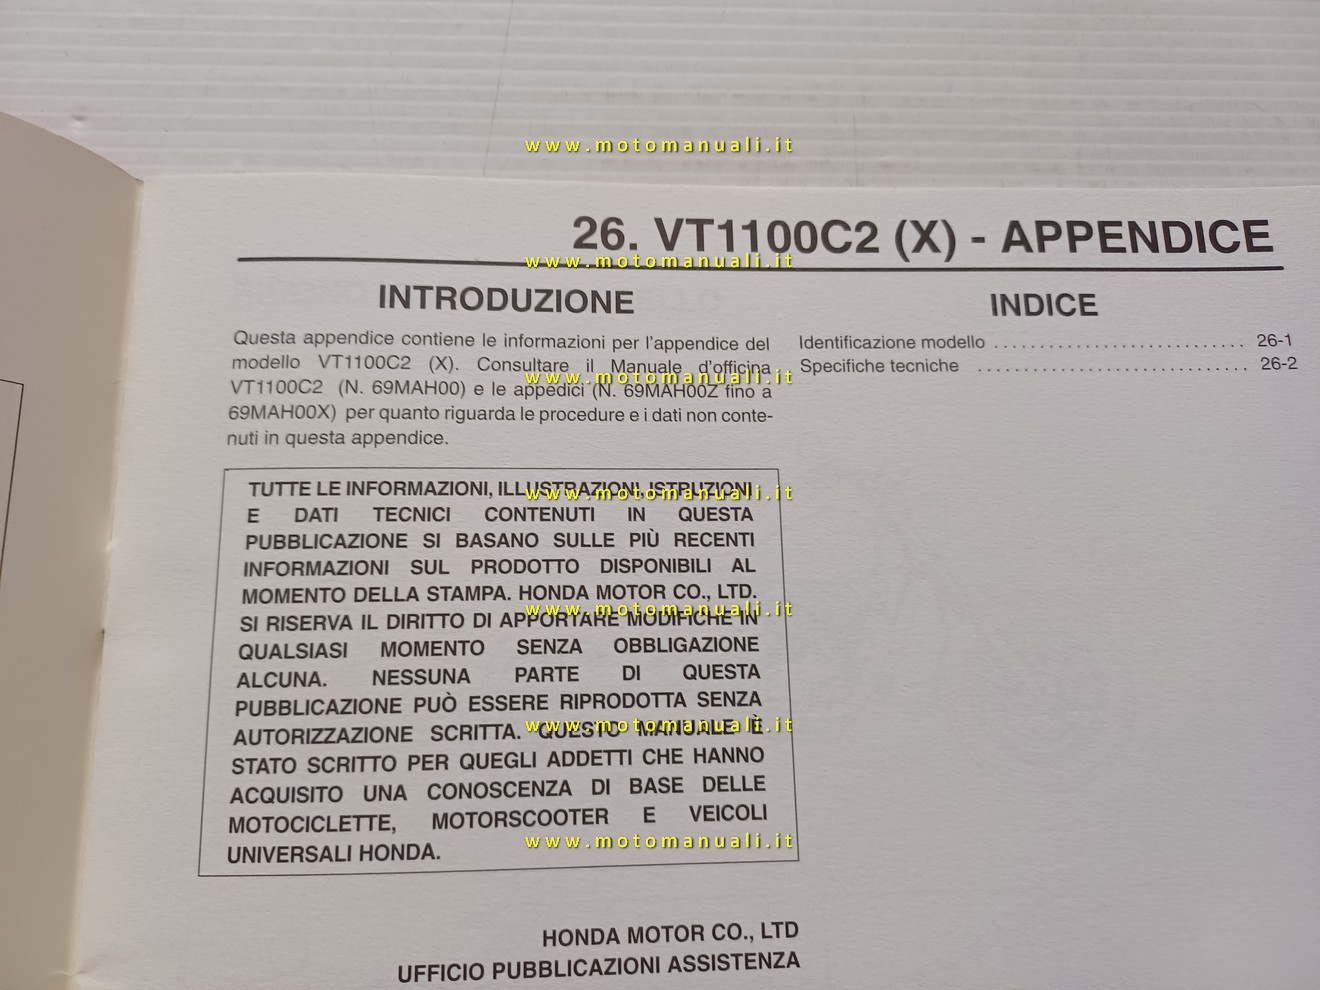 www.motomanuali.it
26. VT1100C2 (X) - APPENDICE
www.motomanuali.it
INTRODUZIONE
Questa appendice contiene le informazioni per l'appendice del
modello VT1100C2 (X). Consultare il Manuale d'officina
www.motomanuali.it
VT1100C2 (N. 69MAH00) e le appedici (N. 69MAH00Z fino a
69MAH00X) per quanto riguarda le procedure e i dati non conte-
nuti in questa appendice.
TUTTE LE INFORMAZIONI, ILLUSTRAZIONI, ISTRUZIONI
www.motomanuali.it
E DATI TECNICI CONTENUTI IN QUESTA
PUBBLICAZIONE SI BASANO SULLE PIÙ RECENTI
INFORMAZIONI SUL PRODOTTO DISPONIBILI AL
MOMENTO DELLA STAMPA. HONDA MOTOR CO., LTD.
www.motomanuali.it
SI RISERVA IL DIRITTO DI APPORTARE MODIFICHE IN
QUALSIASI MOMENTO SENZA OBBLIGAZIONE
ALCUNA. NESSUNA PARTE DI QUESTA
PUBBLICAZIONE PUÒ ESSERE RIPRODOTTA SENZA
AUTORIZZAZIONE SCRITTA. QUESTO MANUALE È
www.motomanuali.it
STATO SCRITTO PER QUEGLI ADDETTI CHE HANNO
ACQUISITO UNA CONOSCENZA DI BASE DELLE
MOTOCICLETTE, MOTORSCOOTER E VEICOLI
UNIVERSALI HONDA.
www.motomanuali.it
HONDA MOTOR CO., LTD
UFFICIO PUBBLICAZIONI ASSISTENZA
INDICE
Identificazione modello .......................... 26-1
Specifiche tecniche .............................. 26-2